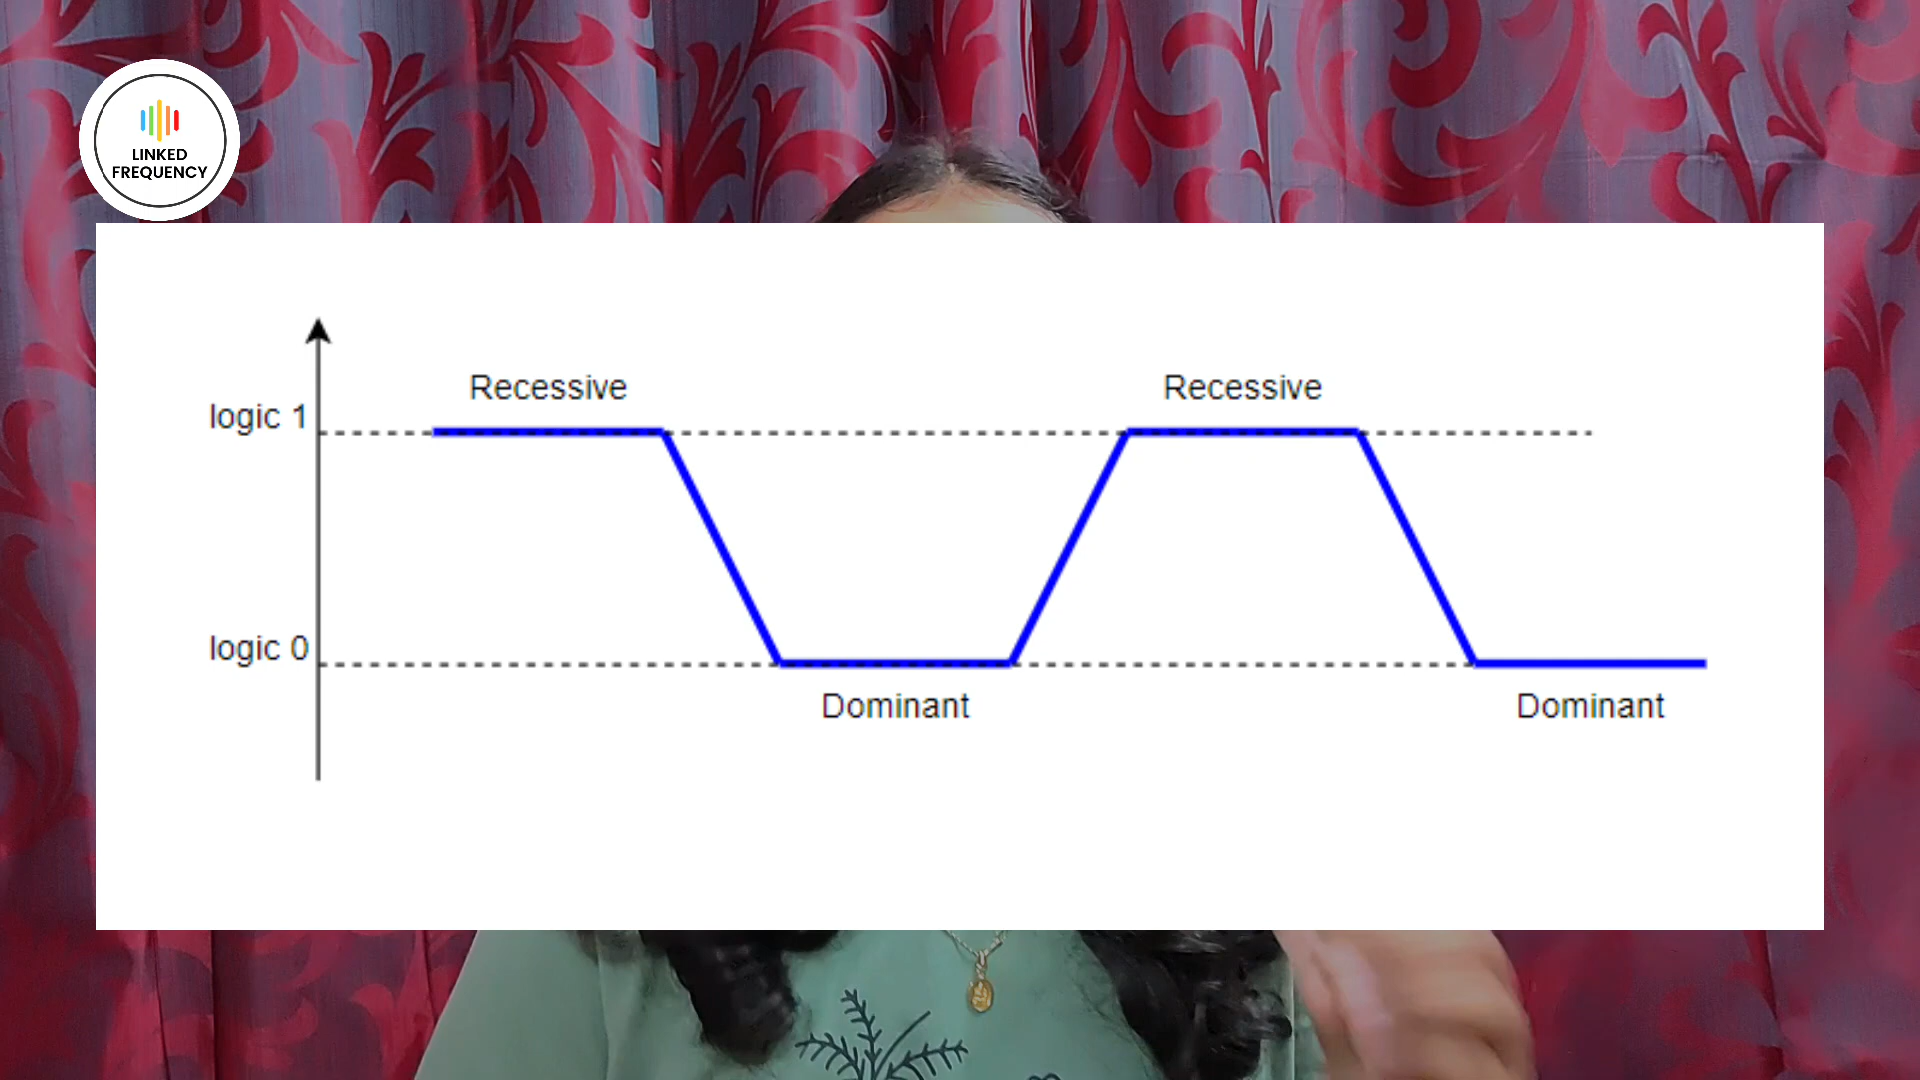 LINKED
FREQUENCY
Recessive
Recessive
logic 1
logic 0
Dominant
Dominant